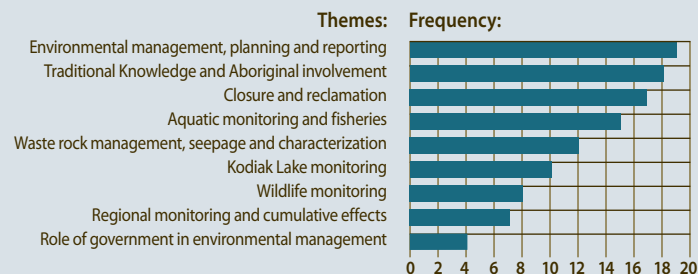 Themes: Frequency:
Environmental management, planning and reporting
Traditional Knowledge and Aboriginal involvement
Closure and reclamation
Aquatic monitoring and fisheries
Waste rock management, seepage and characterization
Kodiak Lake monitoring
Wildlife monitoring
Regional monitoring and cumulative effects
Role of government in environmental management
0 2 4 6 8 10 12 14 16 18 20